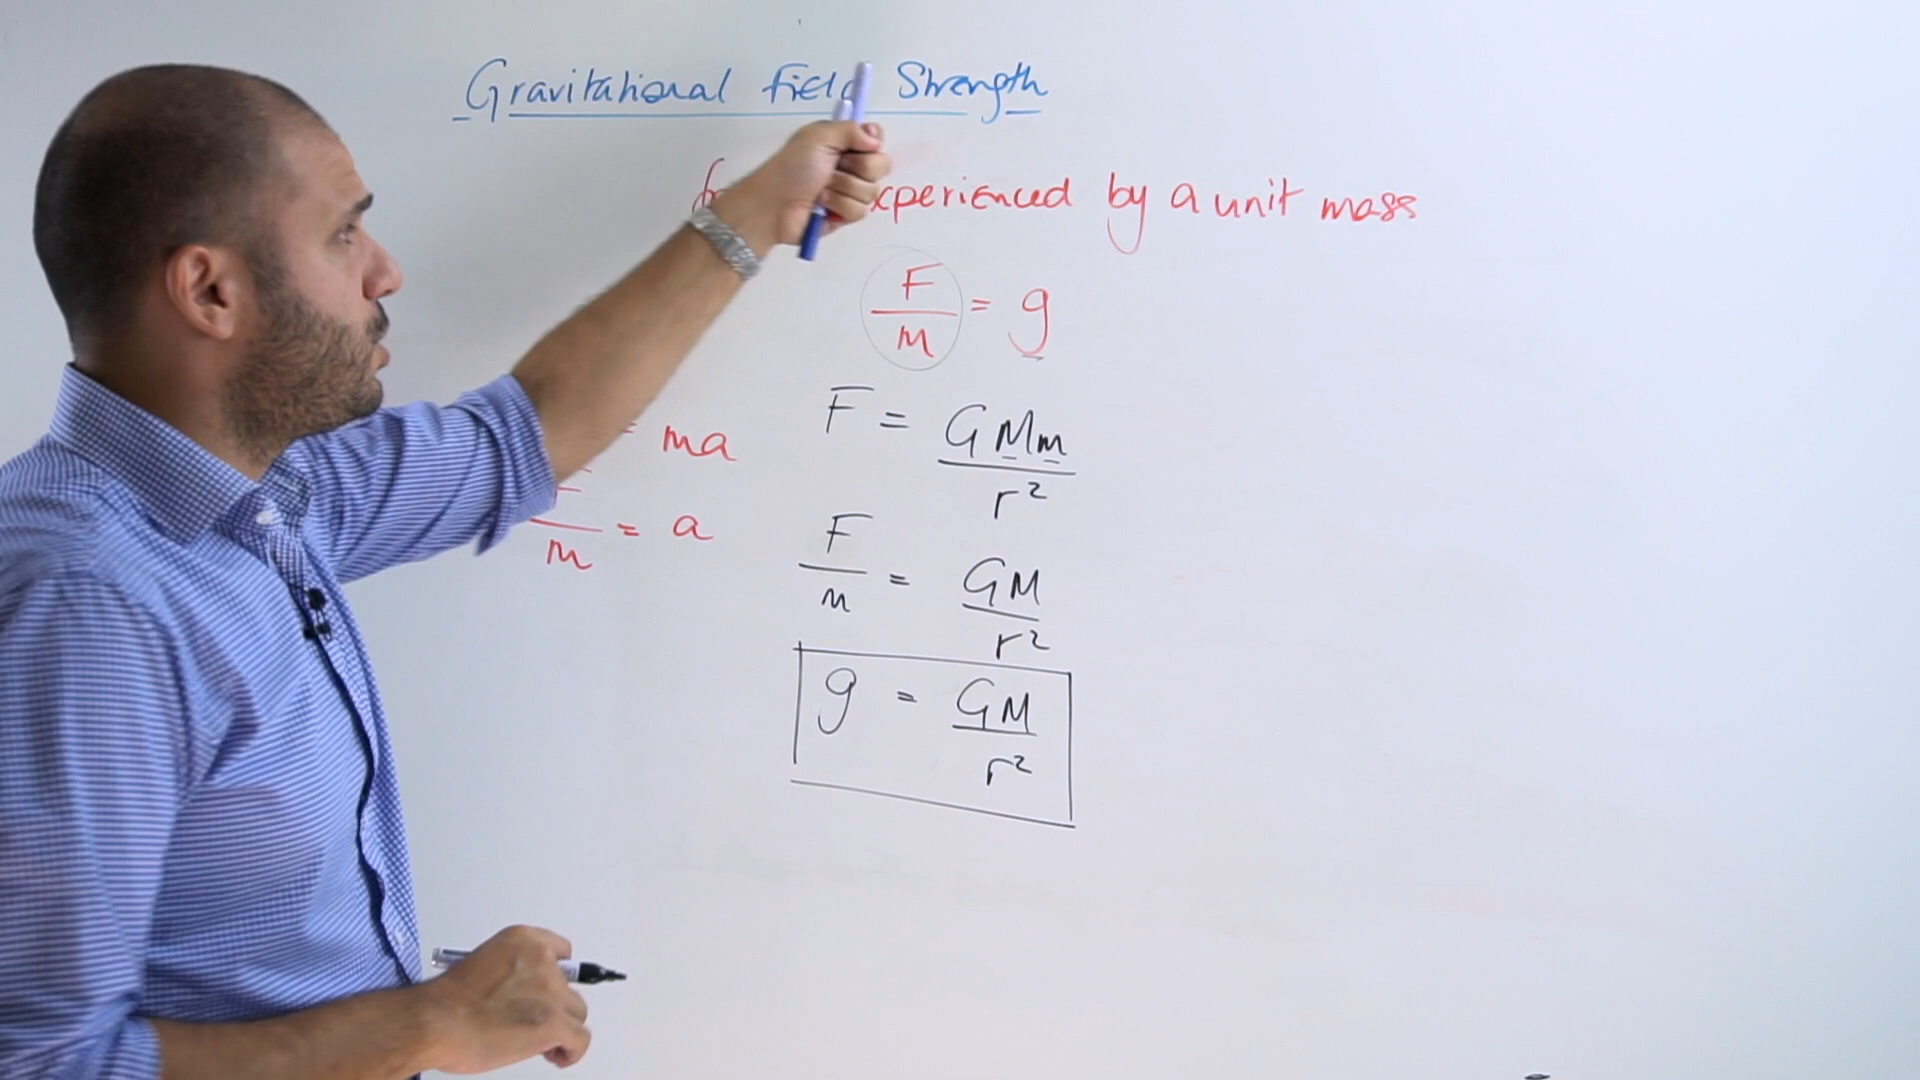 Gravitational Field Strength
experienced by a unit mass
F/m = g
= ma
F = GMm/r²
F/m = a
F/m = GM/r²
g = GM/r²